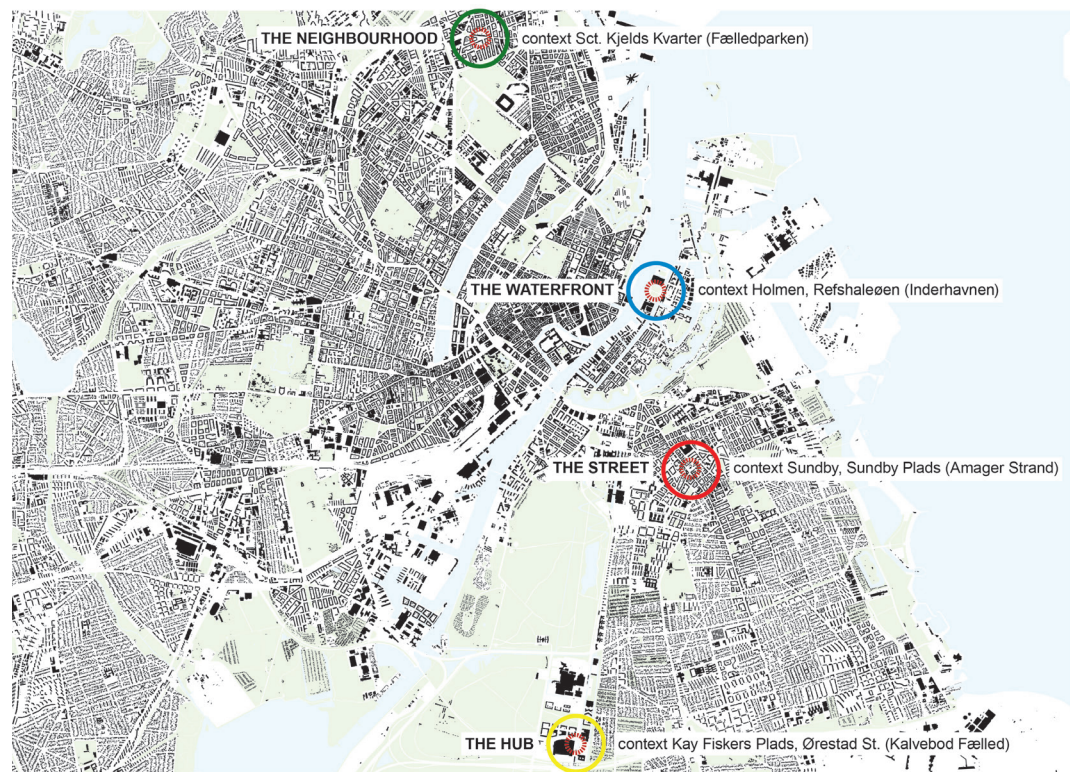 THE NEIGHBOURHOOD context Sct. Kjelds Kvarter (Fælledparken)
THE WATERFRONT context Holmen, Refshaleøen (Inderhavnen)
THE STREET context Sundby, Sundby Plads (Amager Strand)
THE HUB context Kay Fiskers Plads, Ørestad St. (Kalvebod Fælled)